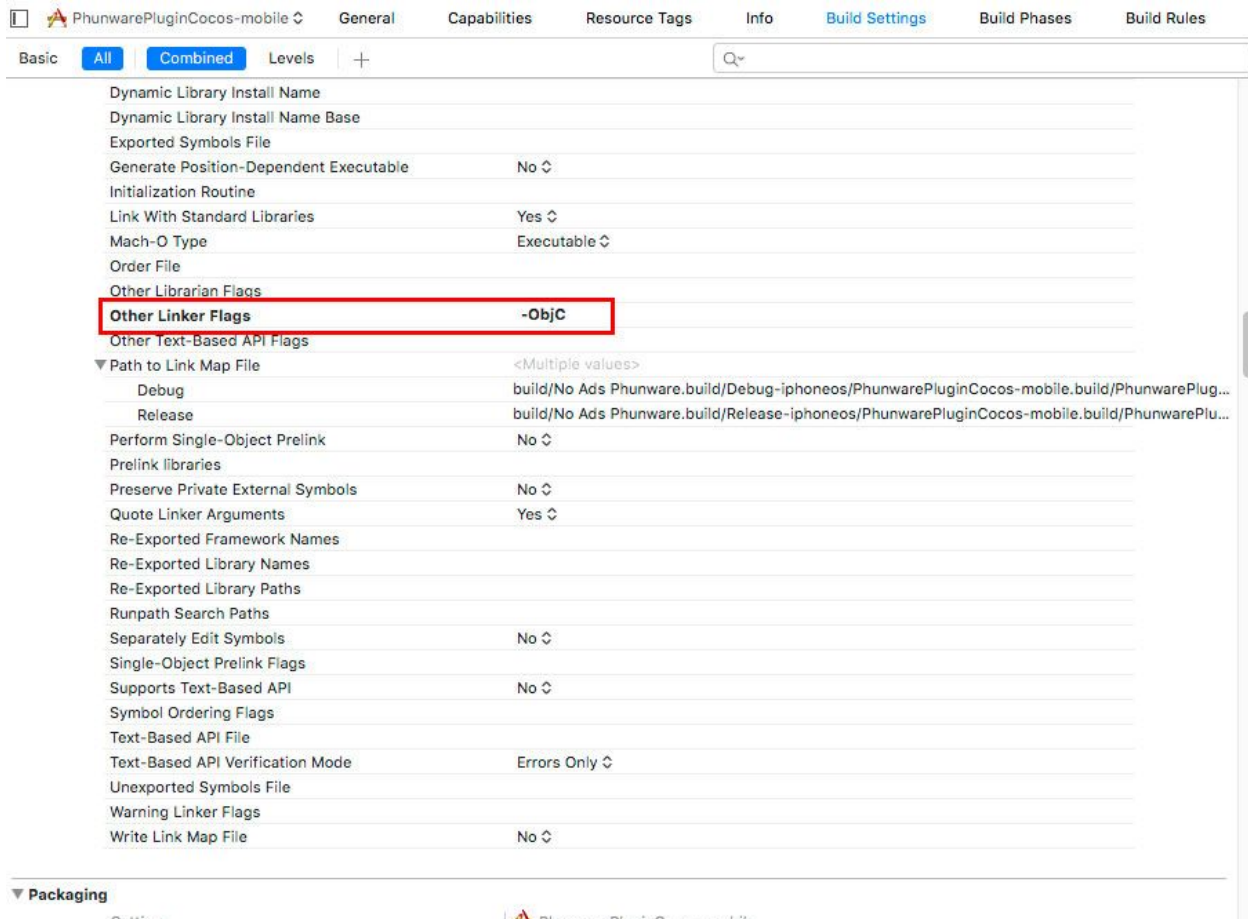 PhunwarePluginCocos-mobile General Capabilities Resource Tags Info Build Settings Build Phases Build Rules
Basic All Combined Levels +
Dynamic Library Install Name
Dynamic Library Install Name Base
Exported Symbols File
Generate Position-Dependent Executable No
Initialization Routine
Link With Standard Libraries Yes
Mach-O Type Executable
Order File
Other Librarian Flags
Other Linker Flags -ObjC
Other Text-Based API Flags
Path to Link Map File <Multiple values>
Debug build/No Ads Phunware.build/Debug-iphoneos/PhunwarePluginCocos-mobile.build/PhunwarePlug...
Release build/No Ads Phunware.build/Release-iphoneos/PhunwarePluginCocos-mobile.build/PhunwarePlu...
Perform Single-Object Prelink No
Prelink libraries
Preserve Private External Symbols No
Quote Linker Arguments Yes
Re-Exported Framework Names
Re-Exported Library Names
Re-Exported Library Paths
Runpath Search Paths
Separately Edit Symbols No
Single-Object Prelink Flags
Supports Text-Based API No
Symbol Ordering Flags
Text-Based API File
Text-Based API Verification Mode Errors Only
Unexported Symbols File
Warning Linker Flags
Write Link Map File No
Packaging